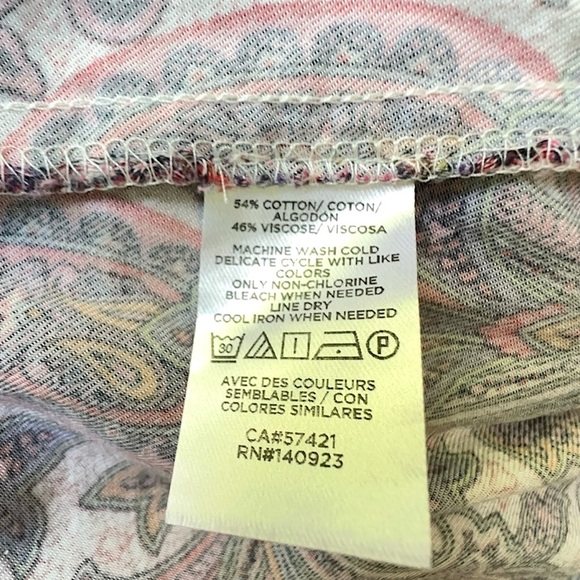 54% COTTON/ COTON/
ALGODÓN
46% VISCOSE/ VISCOSA
MACHINE WASH COLD
DELICATE CYCLE WITH LIKE
COLORS
ONLY NON-CHLORINE
BLEACH WHEN NEEDED
LINE DRY
COOL IRON WHEN NEEDED
30 P
AVEC DES COULEURS
SEMBLABLES / CON
COLORES SIMILARES
CA#57421
RN#140923